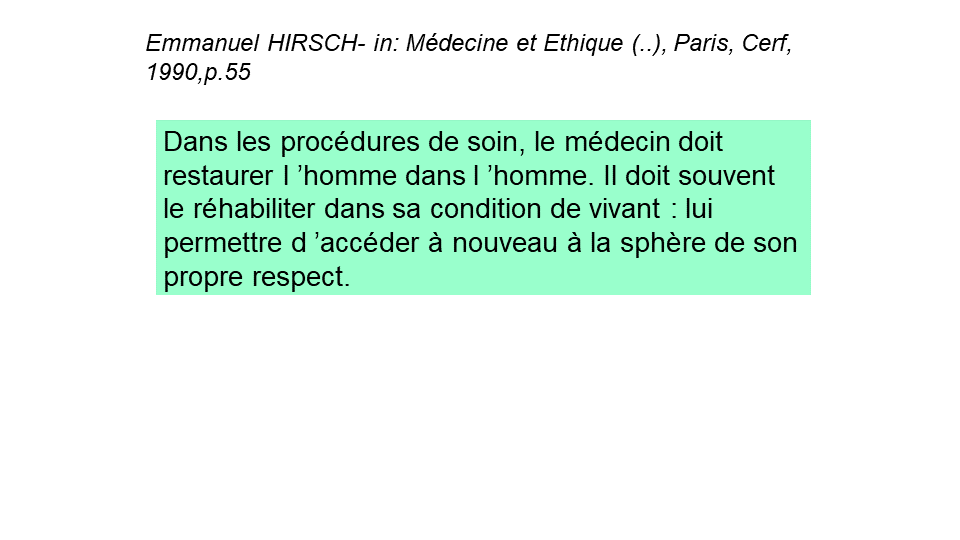 Emmanuel HIRSCH- in: Médecine et Ethique (..), Paris, Cerf,
1990,p.55
Dans les procédures de soin, le médecin doit
restaurer l ’homme dans l ’homme. Il doit souvent
le réhabiliter dans sa condition de vivant : lui
permettre d ’accéder à nouveau à la sphère de son
propre respect.